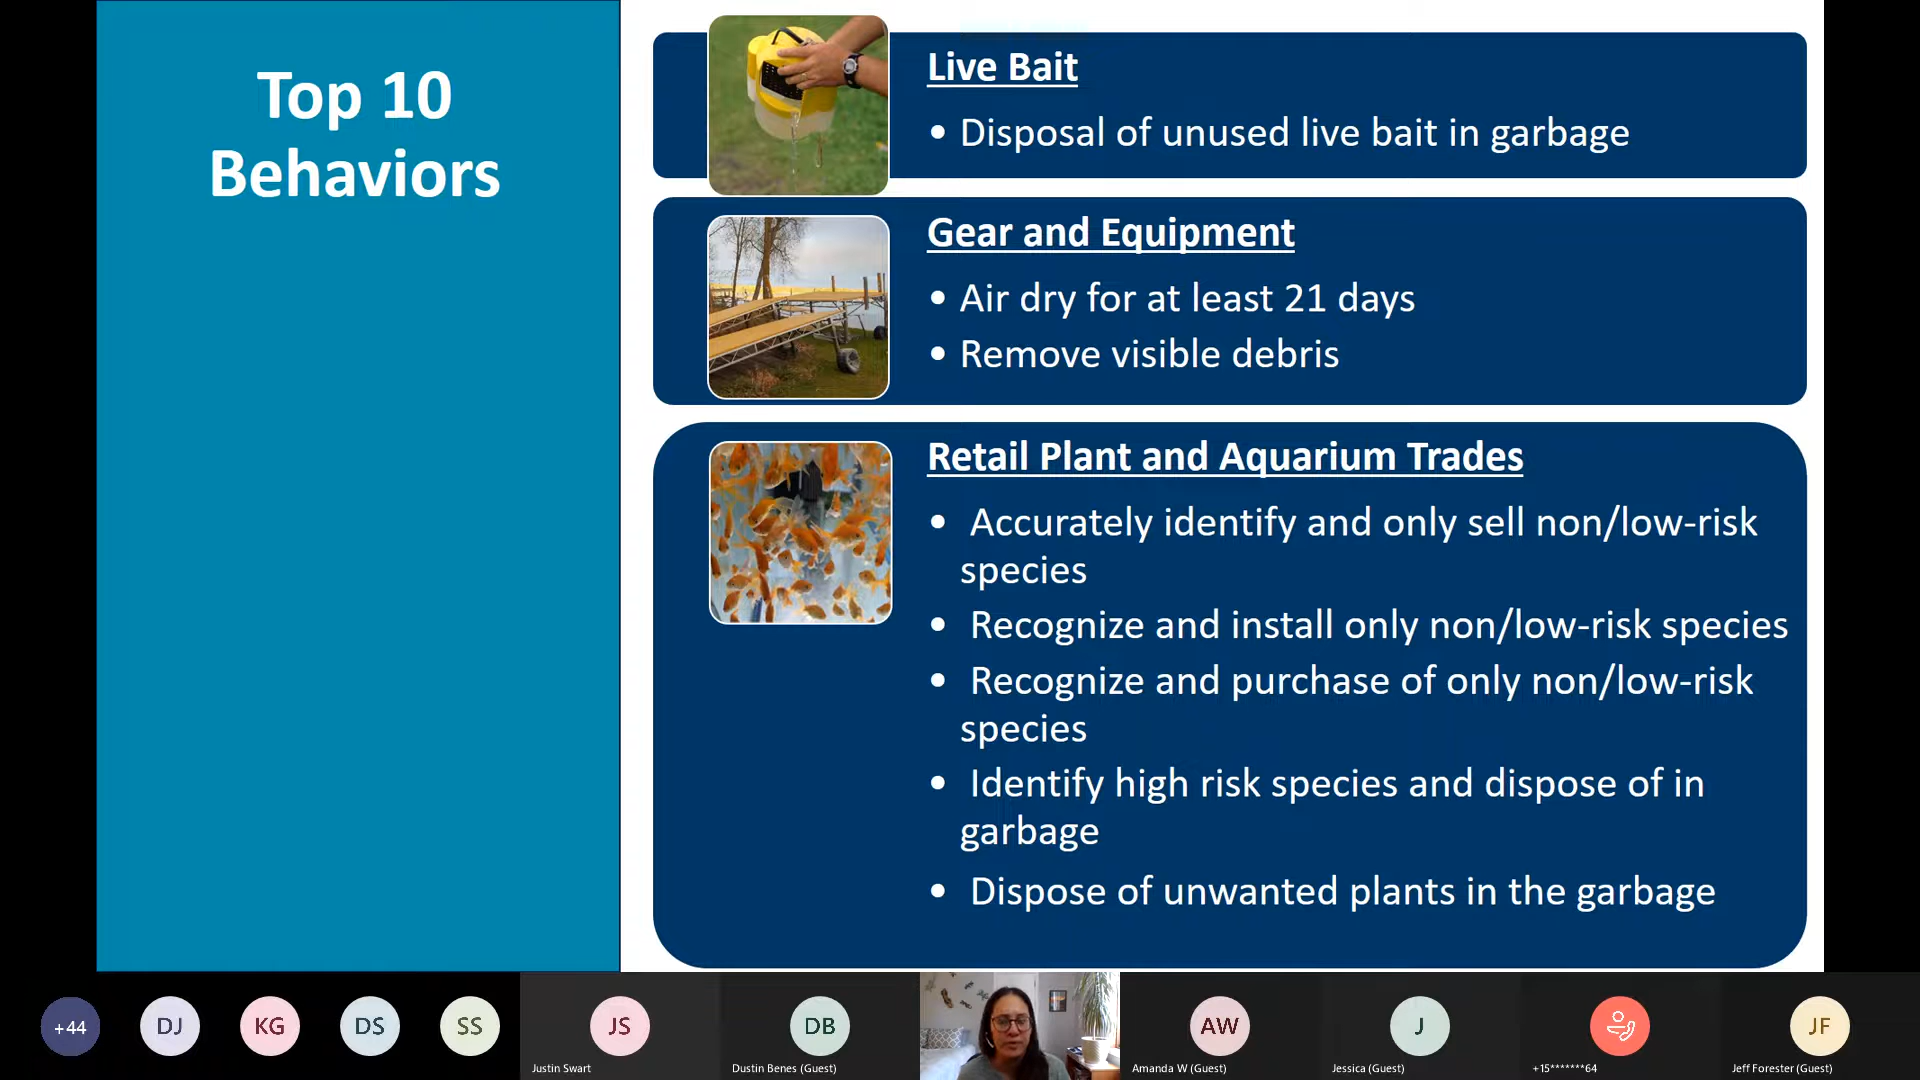 Top 10
Behaviors
Live Bait
• Disposal of unused live bait in garbage
Gear and Equipment
• Air dry for at least 21 days
• Remove visible debris
Retail Plant and Aquarium Trades
• Accurately identify and only sell non/low-risk
species
• Recognize and install only non/low-risk species
• Recognize and purchase of only non/low-risk
species
• Identify high risk species and dispose of in
garbage
• Dispose of unwanted plants in the garbage
+44
DJ
KG
DS
SS
JS
Justin Swart
DB
Dustin Benes (Guest)
AW
Amanda W (Guest)
J
Jessica (Guest)
+15*******64
JF
Jeff Forester (Guest)